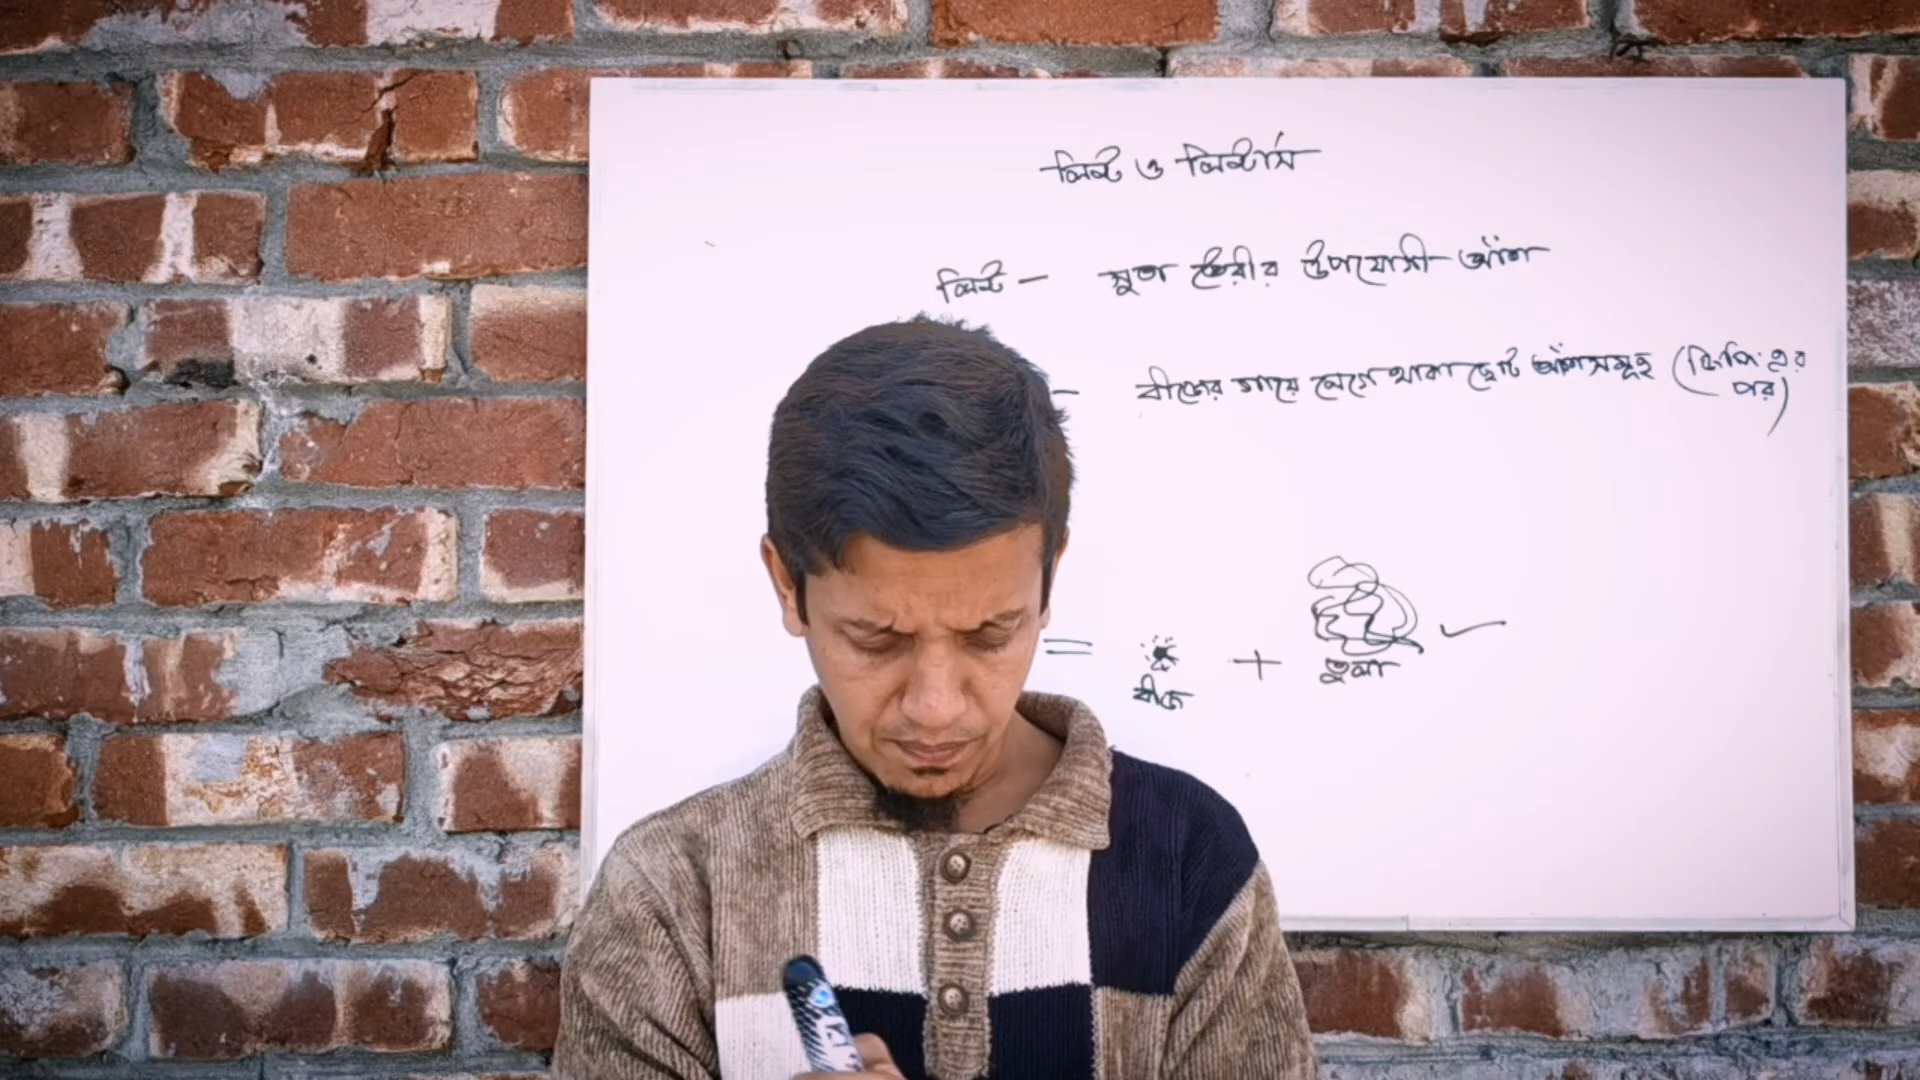 লিন্ট ও লিন্টার্স
লিন্ট — সুতা তৈরীর উপযোগী আঁশ
— বীজের গায়ে লেগে থাকা ছোট আঁশসমূহ (জিনিং এর
পর)
= + ✓
বীজ তুলা